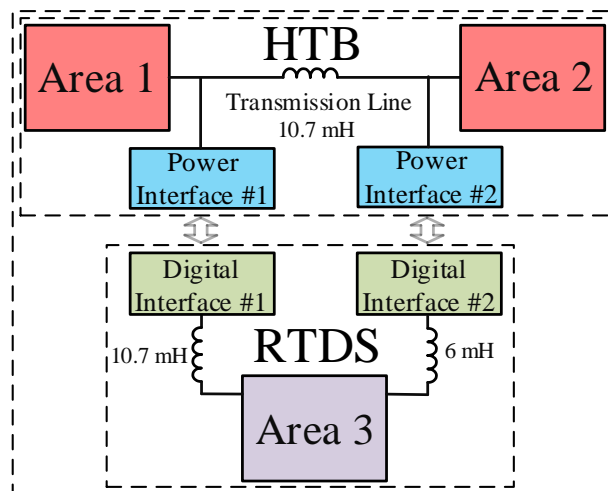 HTB
Area 1
Area 2
Transmission Line
10.7 mH
Power
Interface #1
Power
Interface #2
Digital
Interface #1
Digital
Interface #2
10.7 mH
RTDS
6 mH
Area 3